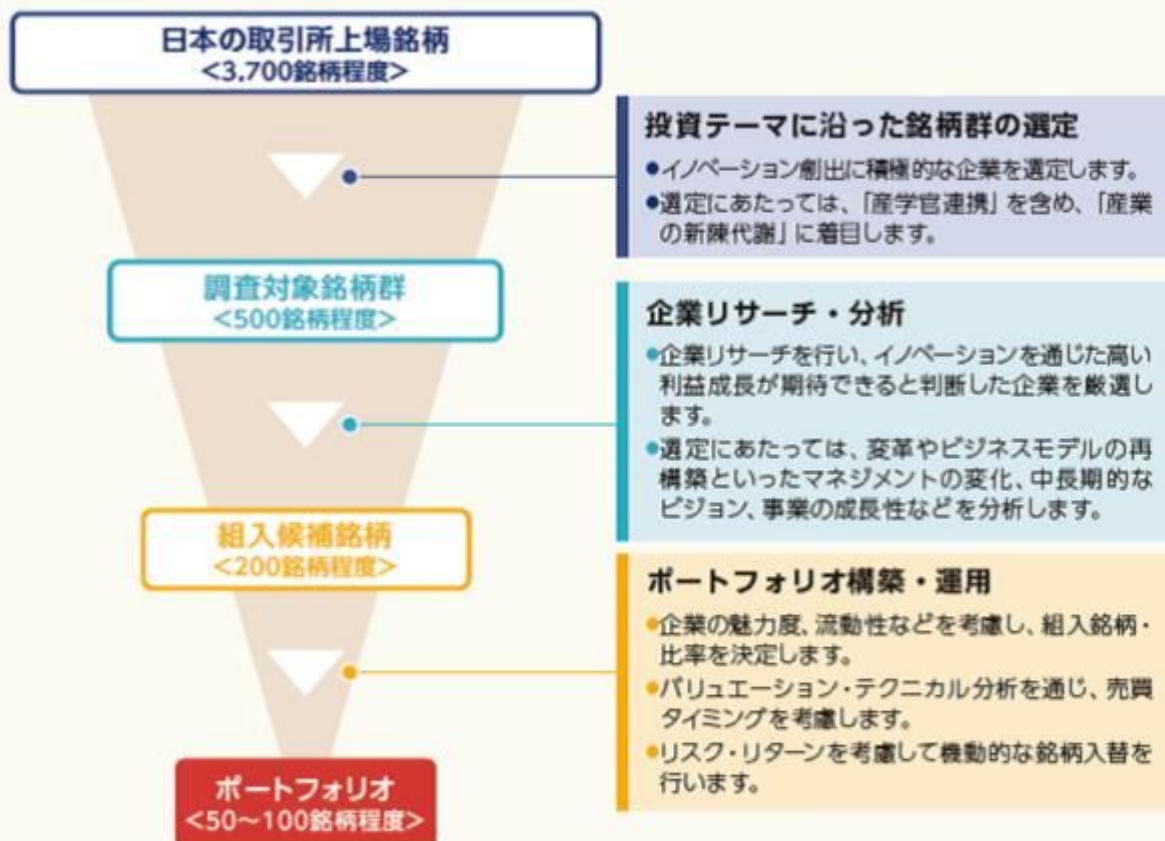 日本の取引所上場銘柄
<3,700銘柄程度>
投資テーマに沿った銘柄群の選定
●イノベーション創出に積極的な企業を選定します。
●選定にあたっては、「産学官連携」を含め、「産業
の新陳代謝」に着目します。
調査対象銘柄群
<500銘柄程度>
企業リサーチ・分析
●企業リサーチを行い、イノベーションを通じた高い
利益成長が期待できると判断した企業を厳選し
ます。
●選定にあたっては、変革やビジネスモデルの再
構築といったマネジメントの変化、中長期的な
ビジョン、事業の成長性などを分析します。
組入候補銘柄
<200銘柄程度>
ポートフォリオ構築・運用
●企業の魅力度、流動性などを考慮し、組入銘柄・
比率を決定します。
●バリュエーション・テクニカル分析を通じ、売買
タイミングを考慮します。
●リスク・リターンを考慮して機動的な銘柄入替を
行います。
ポートフォリオ
<50～100銘柄程度>